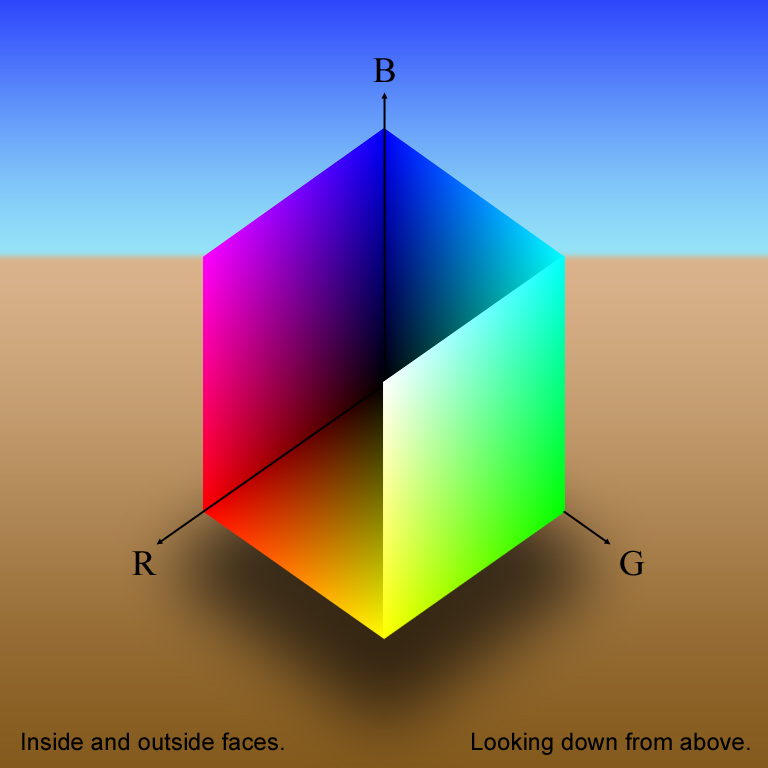 B
R
G
Inside and outside faces.
Looking down from above.